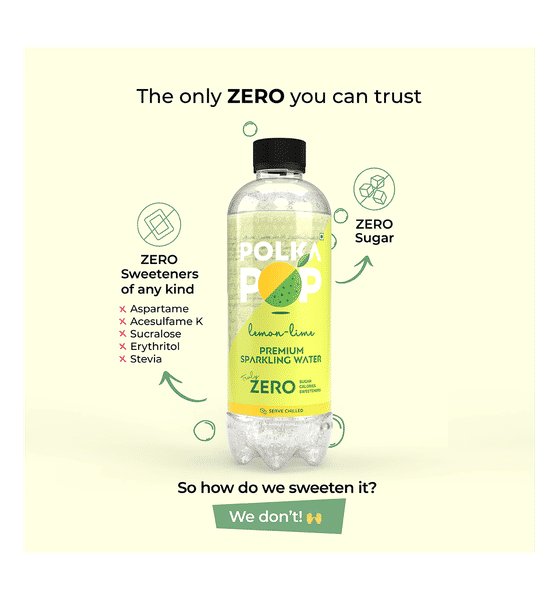 The only ZERO you can trust
ZERO
Sugar
ZERO
Sweeteners
of any kind
Aspartame
Acesulfame K
Sucralose
Erythritol
Stevia
POLKA
POP
lemon-lime
PREMIUM
SPARKLING WATER
Truly
ZERO
SUGAR
CALORIES
SWEETENERS
SERVE CHILLED
So how do we sweeten it?
We don't! 🙌